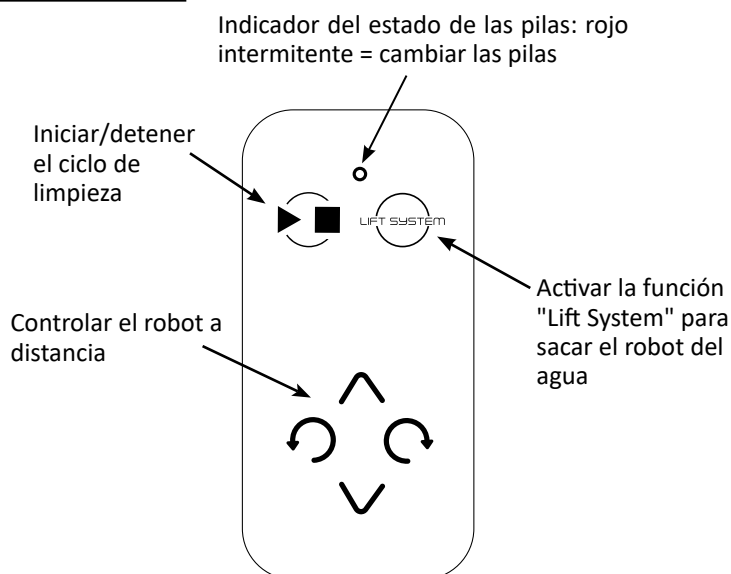 Indicador del estado de las pilas: rojo
intermitente = cambiar las pilas
Iniciar/detener
el ciclo de
limpieza
LIFT SYSTEM
Activar la función
"Lift System" para
sacar el robot del
agua
Controlar el robot a
distancia